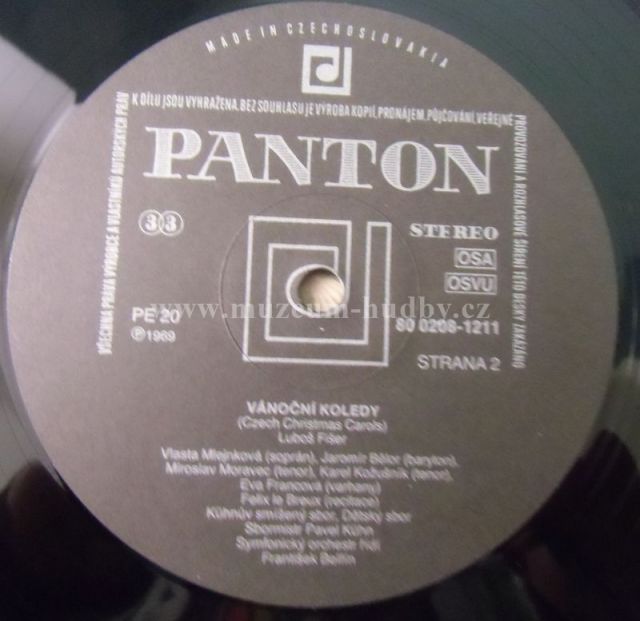 MADE IN CZECHOSLOVAKIA
VŠECHNA PRÁVA VÝROBCE A VLASTNÍKŮ AUTORSKÝCH PRÁV
K DÍLU JSOU VYHRAŽENA. BEZ SOUHLASU JE VÝROBA KOPIÍ, PRONÁJEM, PŮJČOVÁNÍ, VEŘEJNÉ
PROVOZOVÁNÍ A ROZHLASOVÉ ŠÍŘENÍ TÉTO DESKY ZAKÁZÁNO
PANTON
33
STEREO
OSA
OSVU
www.muzeum-hudby.cz
PE 20
80 0208-1211
℗1969
STRANA 2
VÁNOČNÍ KOLEDY
(Czech Christmas Carols)
Luboš Fišer
Vlasta Mlejnková (soprán), Jaromír Bělor (baryton),
Miroslav Moravec (tenor), Karel Kožušník (tenor),
Eva Francová (varhany)
Felix le Breux (recitace)
Kühnův smíšený sbor, Dětský sbor
Sbormistr Pavel Kühn
Symfonický orchestr řídí
František Belfín